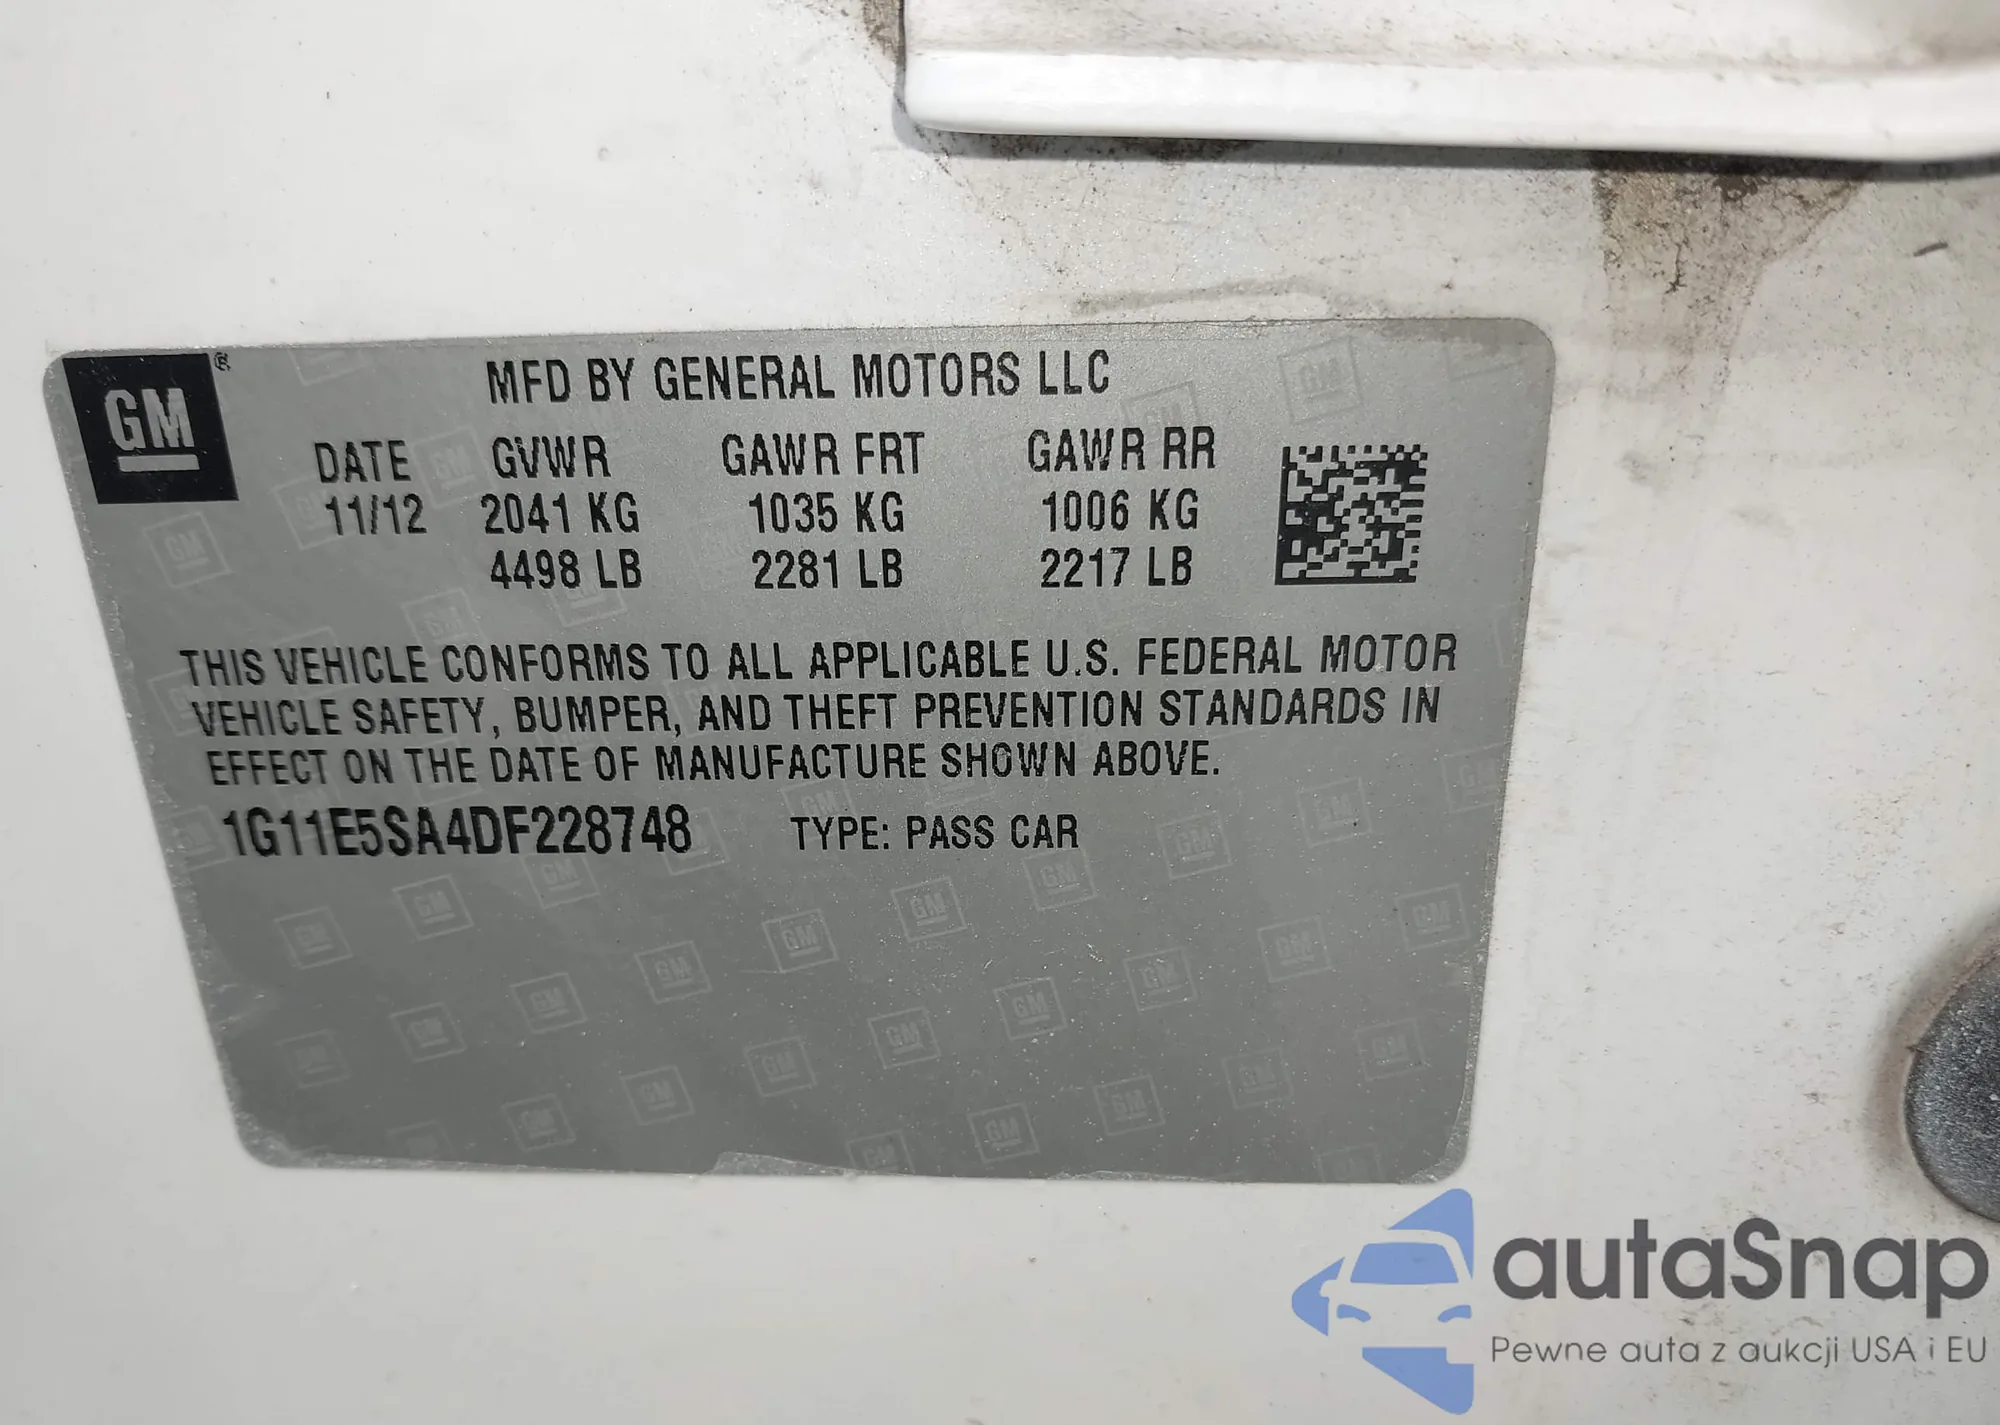 GM ®
MFD BY GENERAL MOTORS LLC
DATE GVWR GAWR FRT GAWR RR
11/12 2041 KG 1035 KG 1006 KG
4498 LB 2281 LB 2217 LB
THIS VEHICLE CONFORMS TO ALL APPLICABLE U.S. FEDERAL MOTOR
VEHICLE SAFETY, BUMPER, AND THEFT PREVENTION STANDARDS IN
EFFECT ON THE DATE OF MANUFACTURE SHOWN ABOVE.
1G11E5SA4DF228748 TYPE: PASS CAR
autaSnap
Pewne auta z aukcji USA i EU